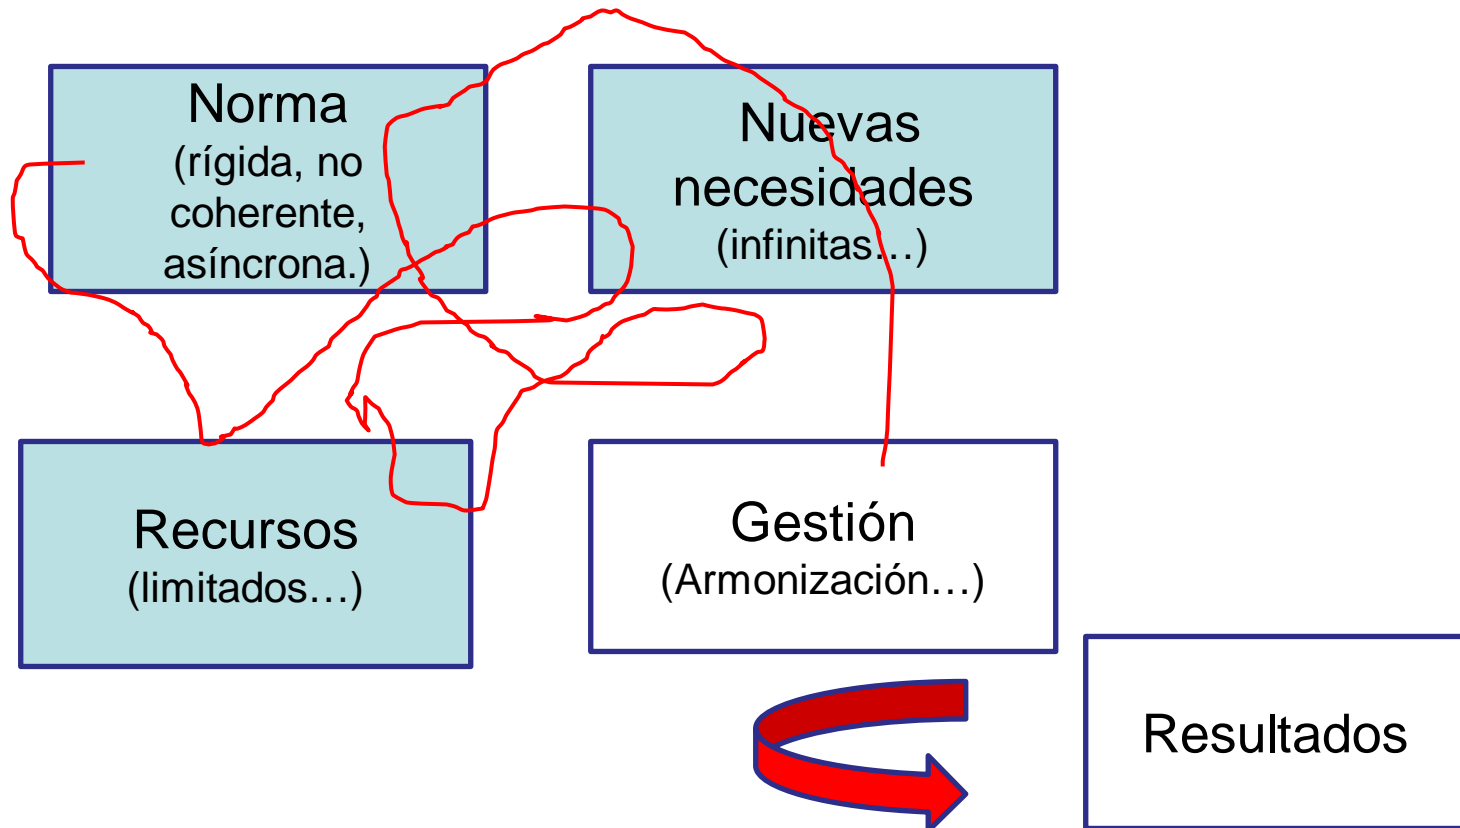 Norma
(rígida, no
coherente,
asíncrona.)
Nuevas
necesidades
(infinitas…)
Recursos
(limitados…)
Gestión
(Armonización…)
Resultados